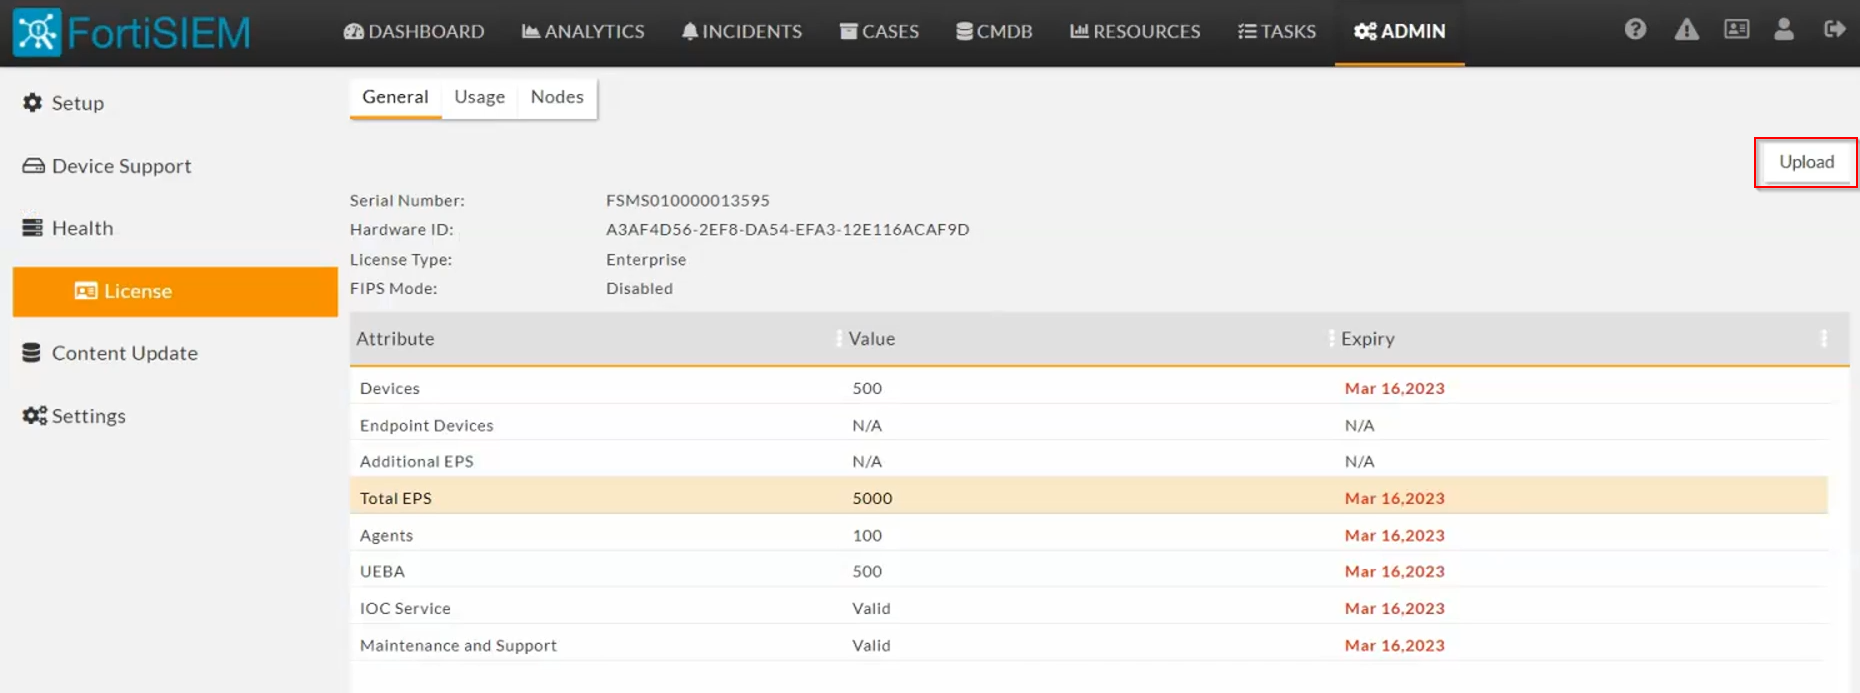 FortiSIEM DASHBOARD ANALYTICS INCIDENTS CASES CMDB RESOURCES TASKS ADMIN
Setup
Device Support
Health
License
Content Update
Settings
General Usage Nodes
Upload
Serial Number: FSMS010000013595
Hardware ID: A3AF4D56-2EF8-DA54-EFA3-12E116ACAF9D
License Type: Enterprise
FIPS Mode: Disabled
Attribute Value Expiry
Devices 500 Mar 16,2023
Endpoint Devices N/A N/A
Additional EPS N/A N/A
Total EPS 5000 Mar 16,2023
Agents 100 Mar 16,2023
UEBA 500 Mar 16,2023
IOC Service Valid Mar 16,2023
Maintenance and Support Valid Mar 16,2023